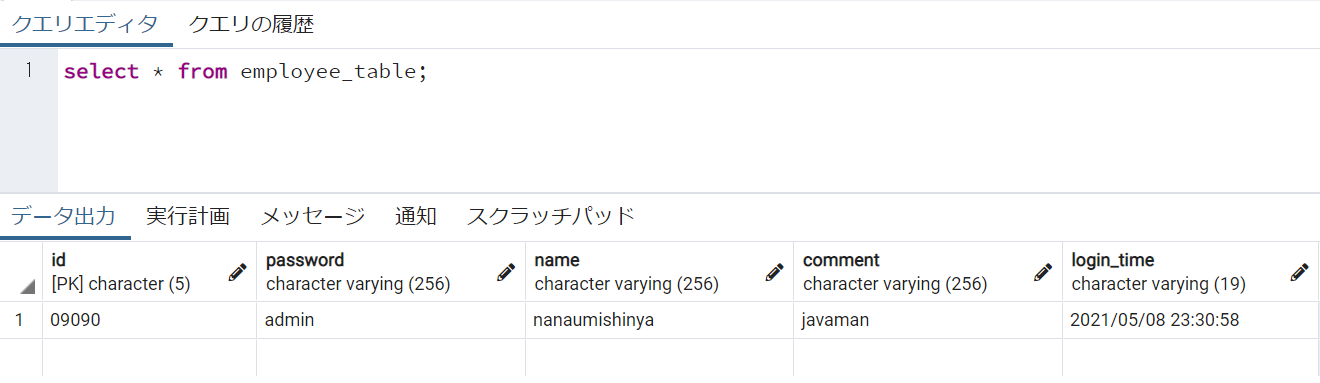 クエリエディタ クエリの履歴
1 select * from employee_table;
データ出力 実行計画 メッセージ 通知 スクラッチパッド
id password name comment login_time
[PK] character (5) character varying (256) character varying (256) character varying (256) character varying (19)
1 09090 admin nanaumishinya javaman 2021/05/08 23:30:58